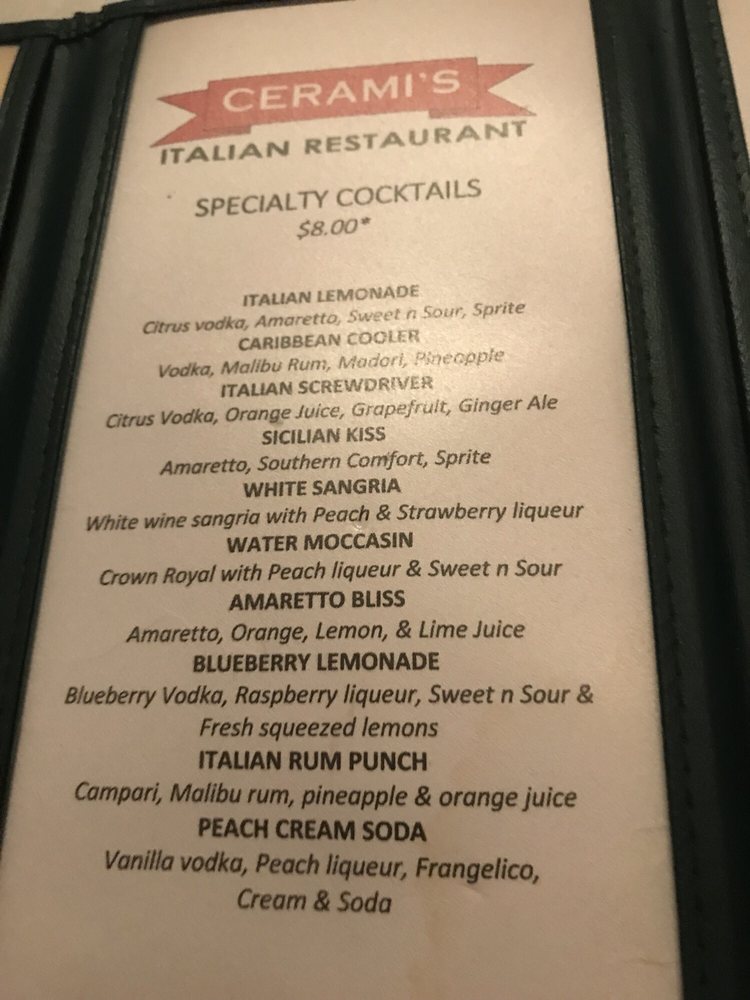 CERAMI'S
ITALIAN RESTAURANT
SPECIALTY COCKTAILS
$8.00*
ITALIAN LEMONADE
Citrus vodka, Amaretto, Sweet n Sour, Sprite
CARIBBEAN COOLER
Vodka, Malibu Rum, Madori, Pineapple
ITALIAN SCREWDRIVER
Citrus Vodka, Orange Juice, Grapefruit, Ginger Ale
SICILIAN KISS
Amaretto, Southern Comfort, Sprite
WHITE SANGRIA
White wine sangria with Peach & Strawberry liqueur
WATER MOCCASIN
Crown Royal with Peach liqueur & Sweet n Sour
AMARETTO BLISS
Amaretto, Orange, Lemon, & Lime Juice
BLUEBERRY LEMONADE
Blueberry Vodka, Raspberry liqueur, Sweet n Sour &
Fresh squeezed lemons
ITALIAN RUM PUNCH
Campari, Malibu rum, pineapple & orange juice
PEACH CREAM SODA
Vanilla vodka, Peach liqueur, Frangelico,
Cream & Soda